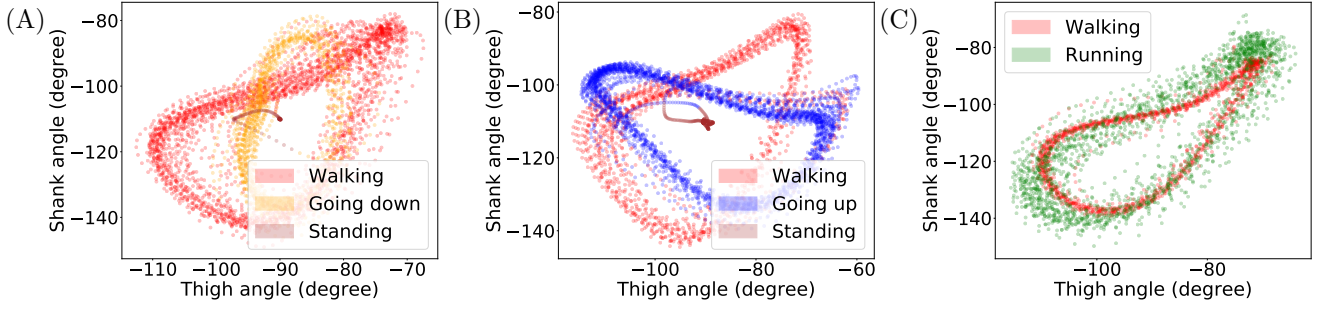 (A)
Shank angle (degree)
−80
−100
−120
−140
Walking
Going down
Standing
−110 −100 −90 −80 −70
Thigh angle (degree)
(B)
Shank angle (degree)
−80
−100
−120
−140
Walking
Going up
Standing
−100 −80 −60
Thigh angle (degree)
(C)
Shank angle (degree)
Walking
Running
−80
−100
−120
−140
−100 −80
Thigh angle (degree)